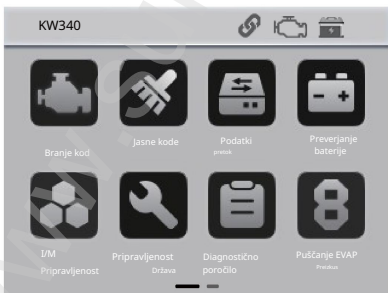 KW340
Branje kod
Jasne kode
Podatki
pretok
Preverjanje
baterije
I/M
Pripravljenost
Pripravljenost
Država
Diagnostično
poročilo
Puščanje EVAP
Preizkus